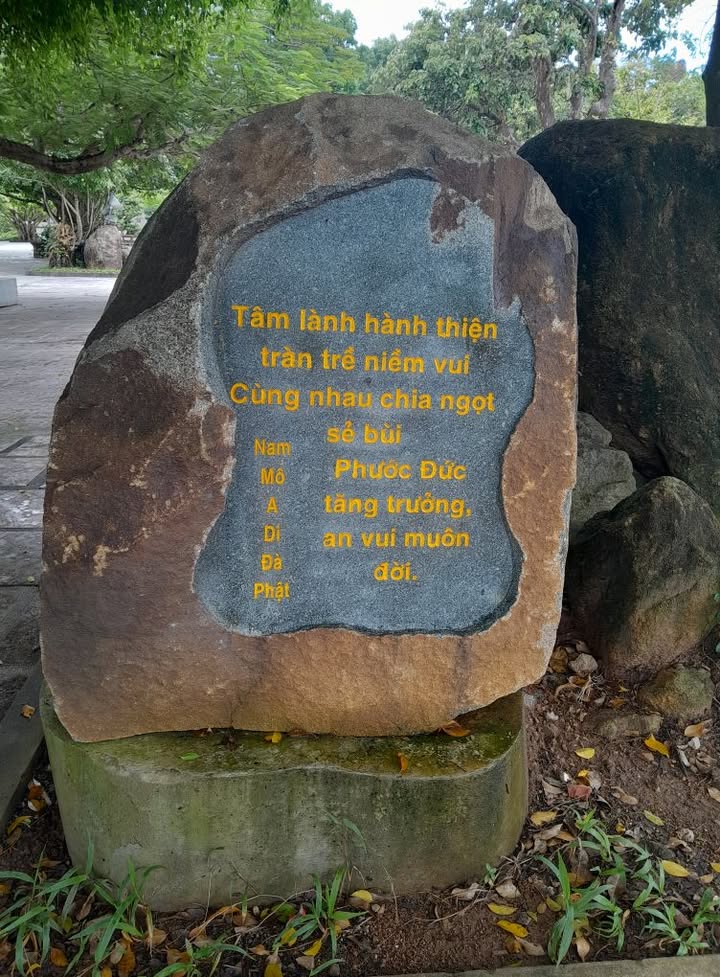 Tâm lành hành thiện
tràn trề niềm vui
Cùng nhau chia ngọt
sẻ bùi
Phước Đức
tăng trưởng,
an vui muôn
đời.
Nam
Mô
A
Di
Đà
Phật